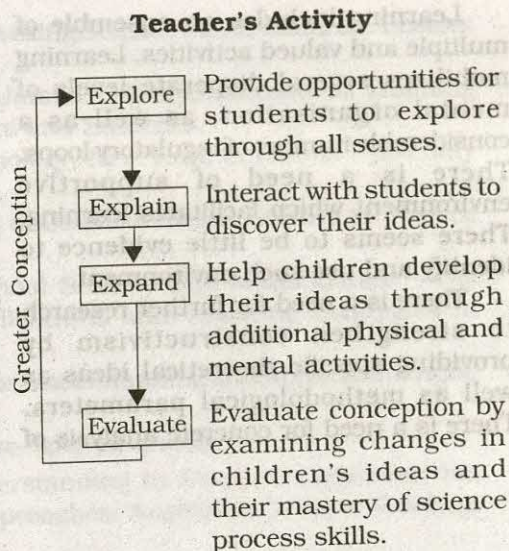 Teacher's Activity
Greater Conception
Explore
Provide opportunities for
students to explore
through all senses.
Explain
Interact with students to
discover their ideas.
Expand
Help children develop
their ideas through
additional physical and
mental activities.
Evaluate
Evaluate conception by
examining changes in
children's ideas and
their mastery of science
process skills.